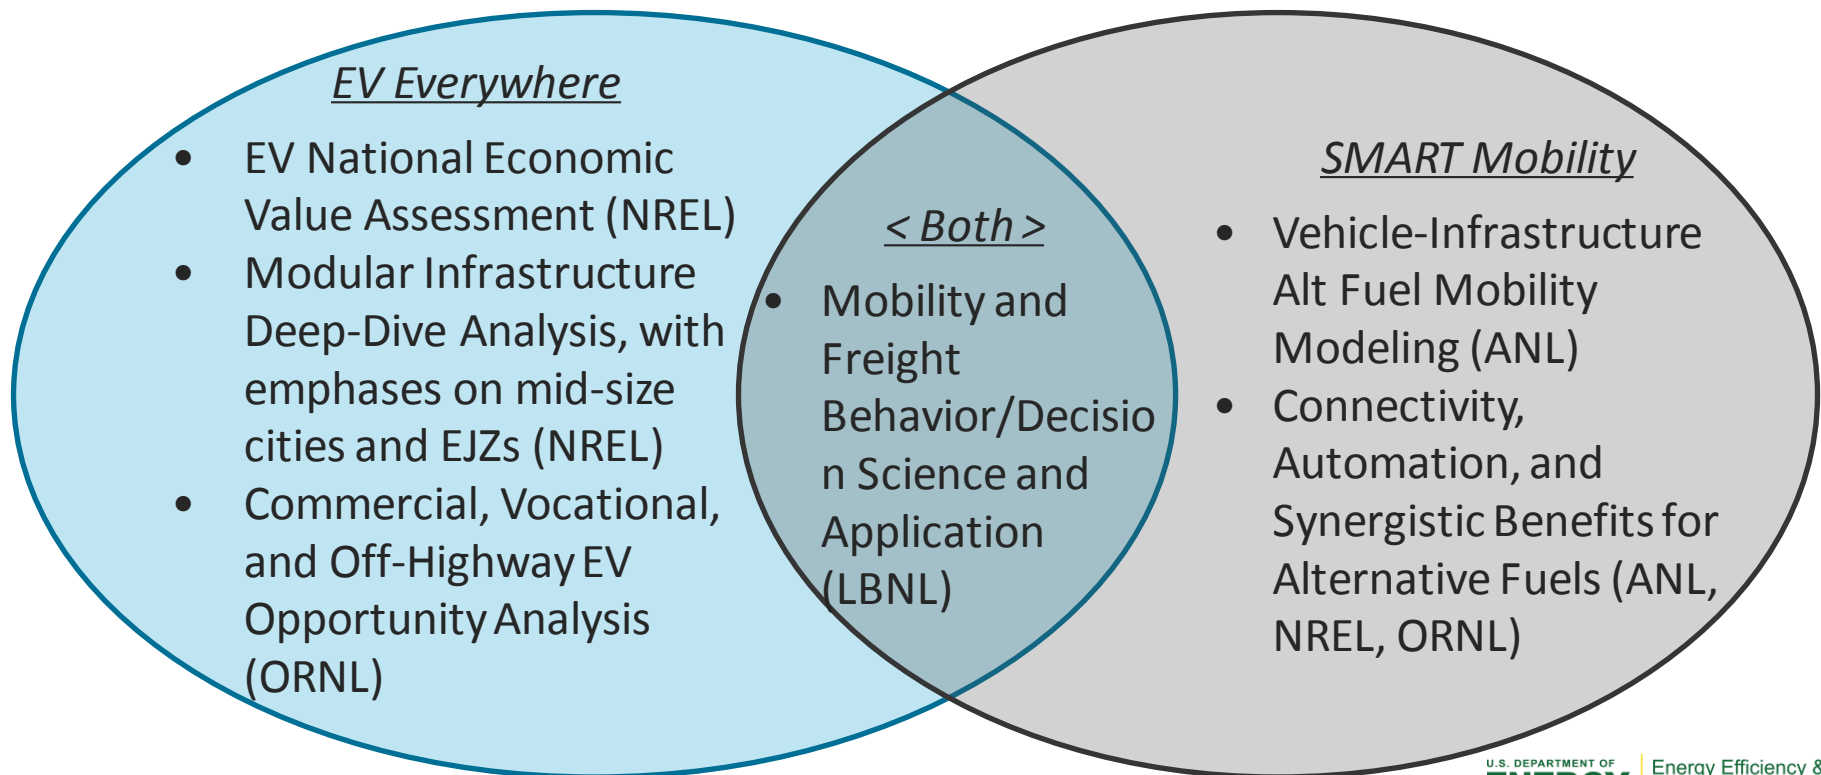 EV Everywhere
• EV National Economic
Value Assessment (NREL)
• Modular Infrastructure
Deep-Dive Analysis, with
emphases on mid-size
cities and EJZs (NREL)
• Commercial, Vocational,
and Off-Highway EV
Opportunity Analysis
(ORNL)
< Both >
• Mobility and
Freight
Behavior/Decisio
n Science and
Application
(LBNL)
SMART Mobility
• Vehicle-Infrastructure
Alt Fuel Mobility
Modeling (ANL)
• Connectivity,
Automation, and
Synergistic Benefits for
Alternative Fuels (ANL,
NREL, ORNL)
U.S. DEPARTMENT OF
ENERGY
Energy Efficiency &